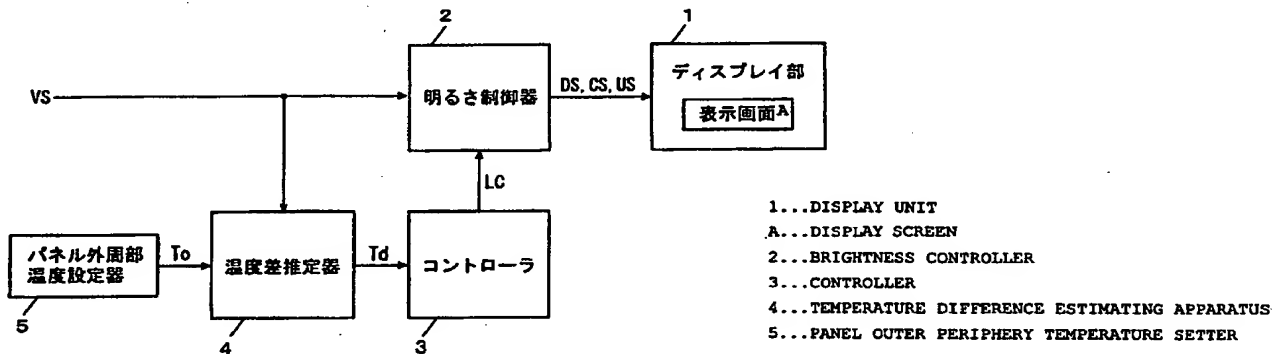 2
1
VS
明るさ制御器
DS, CS, US
ディスプレイ部
表示画面A
LC
パネル外周部
温度設定器
To
温度差推定器
Td
コントローラ
5
4
3
1...DISPLAY UNIT
A...DISPLAY SCREEN
2...BRIGHTNESS CONTROLLER
3...CONTROLLER
4...TEMPERATURE DIFFERENCE ESTIMATING APPARATUS
5...PANEL OUTER PERIPHERY TEMPERATURE SETTER